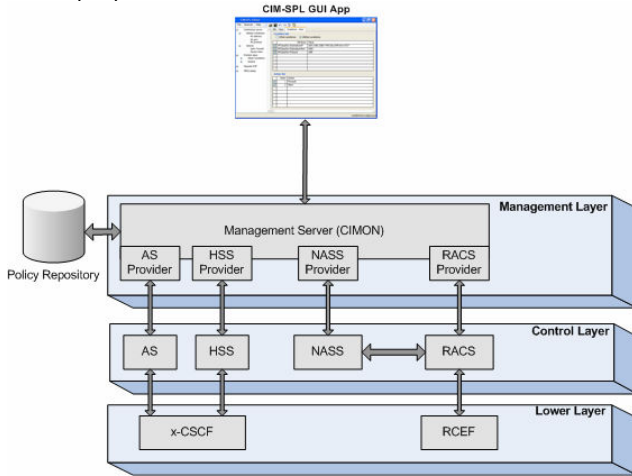 CIM-SPL GUI App
Management Layer
Management Server (CIMON)
AS
Provider
HSS
Provider
NASS
Provider
RACS
Provider
Policy Repository
Control Layer
AS
HSS
NASS
RACS
Lower Layer
x-CSCF
RCEF